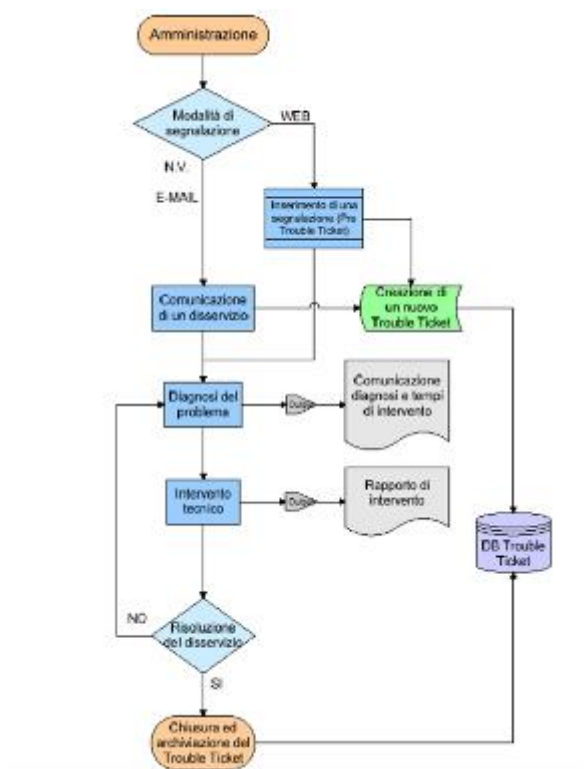 Amministrazione
Modalità di
segnalazione
WEB
N.V.
E-MAIL
Inserimento di una
segnalazione (Pre
Trouble Ticket)
Comunicazione
di un disservizio
Creazione di
un nuovo
Trouble Ticket
Diagnosi del
problema
Output
Comunicazione
diagnosi e tempi
di intervento
Intervento
tecnico
Output
Rapporto di
intervento
DB Trouble
Ticket
NO
Risoluzione
del disservizio
SI
Chiusura ed
archiviazione del
Trouble Ticket